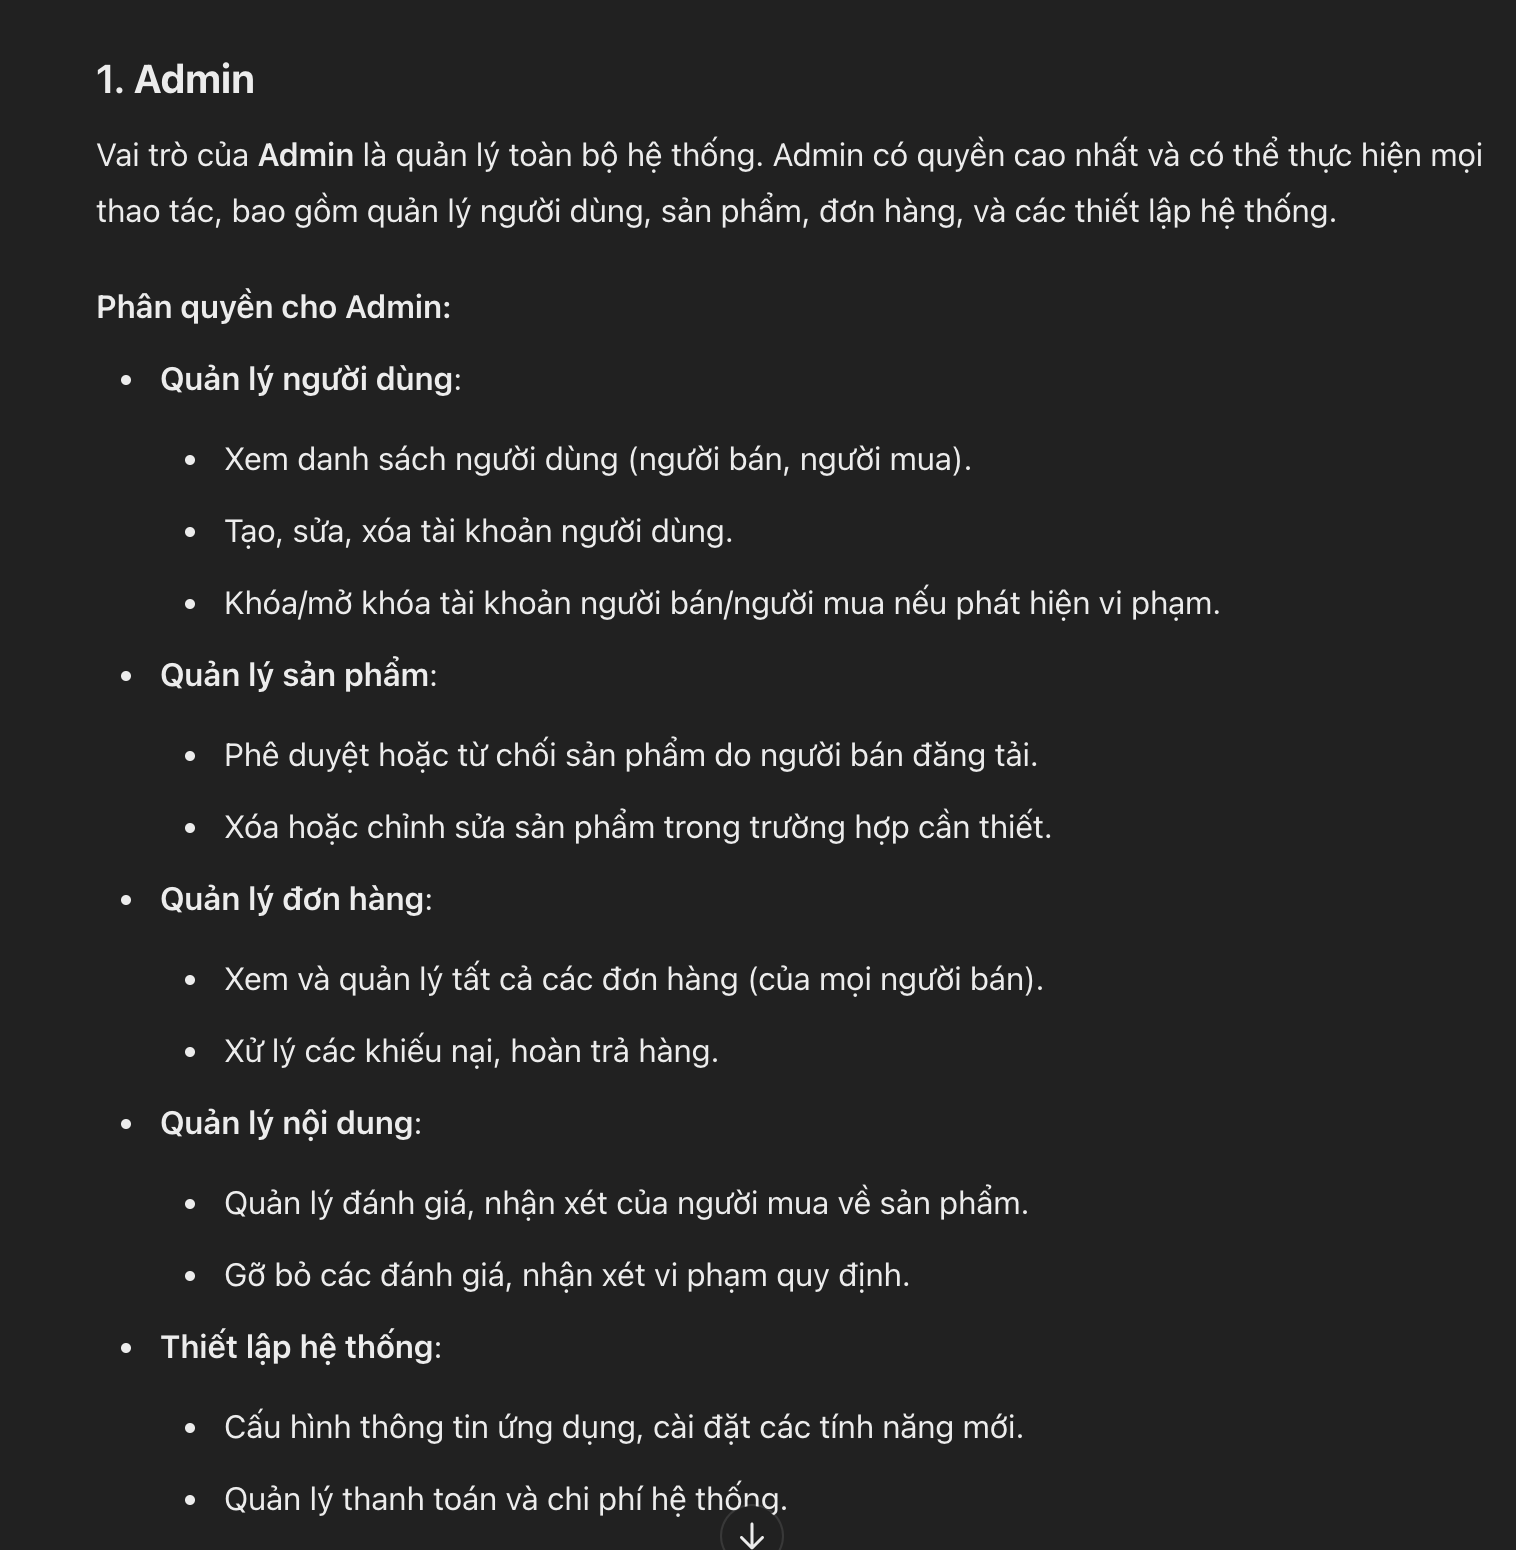 1. Admin
Vai trò của Admin là quản lý toàn bộ hệ thống. Admin có quyền cao nhất và có thể thực hiện mọi
thao tác, bao gồm quản lý người dùng, sản phẩm, đơn hàng, và các thiết lập hệ thống.
Phân quyền cho Admin:
• Quản lý người dùng:
• Xem danh sách người dùng (người bán, người mua).
• Tạo, sửa, xóa tài khoản người dùng.
• Khóa/mở khóa tài khoản người bán/người mua nếu phát hiện vi phạm.
• Quản lý sản phẩm:
• Phê duyệt hoặc từ chối sản phẩm do người bán đăng tải.
• Xóa hoặc chỉnh sửa sản phẩm trong trường hợp cần thiết.
• Quản lý đơn hàng:
• Xem và quản lý tất cả các đơn hàng (của mọi người bán).
• Xử lý các khiếu nại, hoàn trả hàng.
• Quản lý nội dung:
• Quản lý đánh giá, nhận xét của người mua về sản phẩm.
• Gỡ bỏ các đánh giá, nhận xét vi phạm quy định.
• Thiết lập hệ thống:
• Cấu hình thông tin ứng dụng, cài đặt các tính năng mới.
• Quản lý thanh toán và chi phí hệ thống.